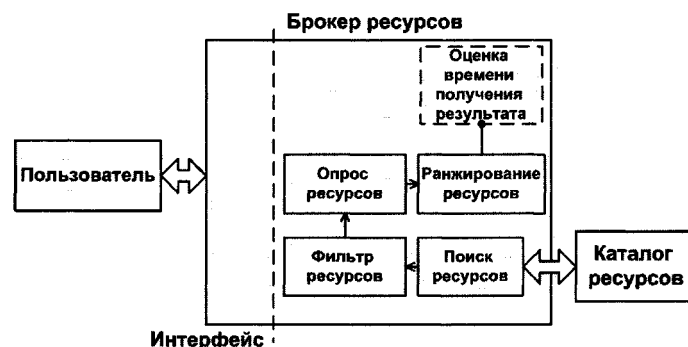 Брокер ресурсов
Оценка
времени
получения
результата
Пользователь
Опрос
ресурсов
Ранжирование
ресурсов
Фильтр
ресурсов
Поиск
ресурсов
Каталог
ресурсов
Интерфейс